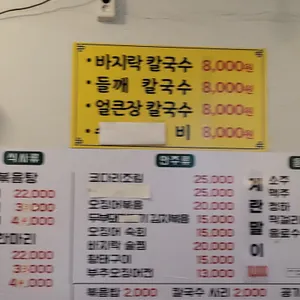 바지락 칼국수 8,000원
들깨 칼국수 8,000원
얼큰장 칼국수 8,000원
비 8,000원
식사류
안주류
볶음탕
22,000
코다리조림 25,000
25,000
오징어볶음 20,000
김치볶음 15,000
오징어 숙회 15,000
바지락 술찜 20,000
황태구이 15,000
부추오징어전 13,000
22,000
계란말이
소주
맥주
청하
막걸리
음료수
볶음밥 2,000 칼국수 사리 2,000